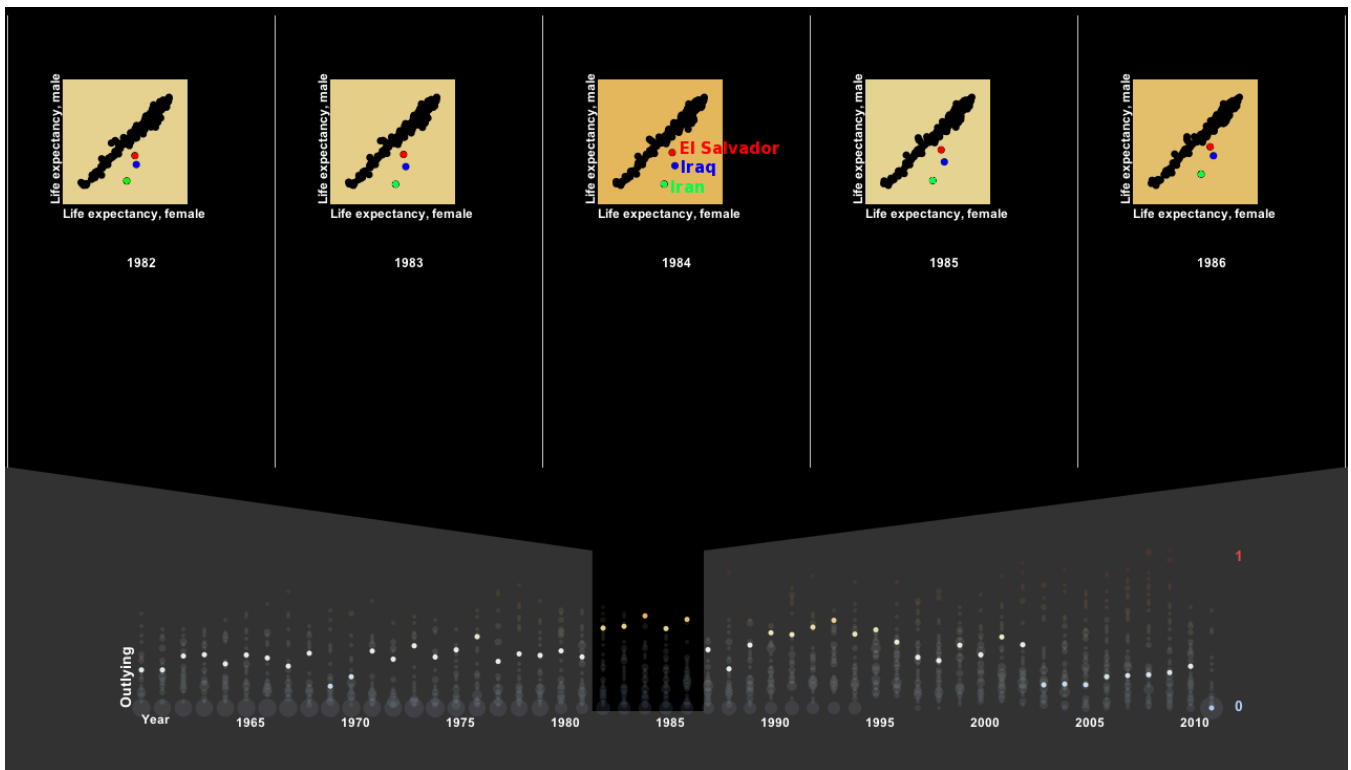 Life expectancy, male
Life expectancy, female
1982
Life expectancy, male
Life expectancy, female
1983
Life expectancy, male
El Salvador
Iraq
Iran
Life expectancy, female
1984
Life expectancy, male
Life expectancy, female
1985
Life expectancy, male
Life expectancy, female
1986
1
Outlying
0
Year 1965 1970 1975 1980 1985 1990 1995 2000 2005 2010